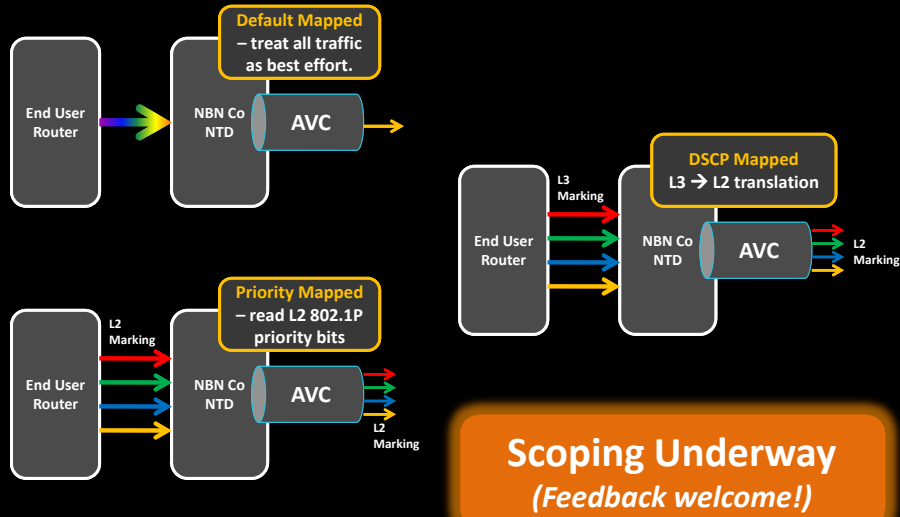 Default Mapped
– treat all traffic
as best effort.
End User
Router
NBN Co
NTD
AVC
DSCP Mapped
L3 → L2 translation
L3
Marking
End User
Router
NBN Co
NTD
AVC
L2
Marking
Priority Mapped
– read L2 802.1P
priority bits
L2
Marking
End User
Router
NBN Co
NTD
AVC
L2
Marking
Scoping Underway
(Feedback welcome!)